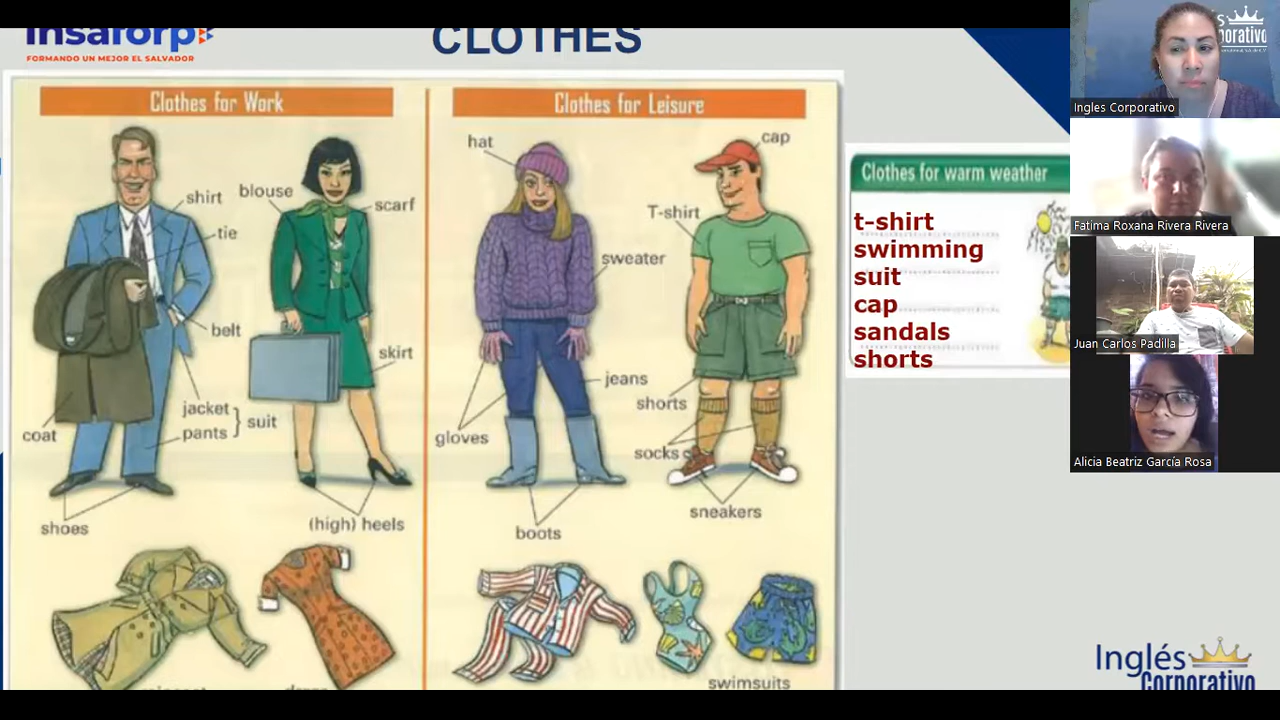 Insaforp
FORMANDO UN MEJOR EL SALVADOR
CLOTHES
Clothes for Work
shirt
blouse
scarf
tie
belt
skirt
jacket
pants
suit
coat
shoes
(high) heels
Clothes for Leisure
hat
cap
T-shirt
sweater
jeans
shorts
gloves
socks
sneakers
boots
swimsuits
Clothes for warm weather
t-shirt
swimming
suit
cap
sandals
shorts
Ingles Corporativo
Fatima Roxana Rivera Rivera
Juan Carlos Padilla
Alicia Beatriz García Rosa
Inglés
Corporativo